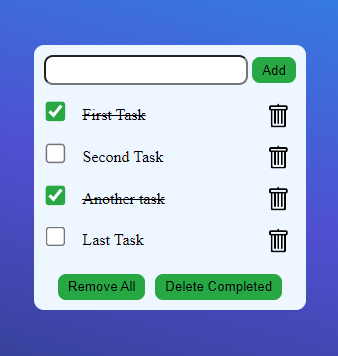 Add
First Task
Second Task
Another task
Last Task
Remove All Delete Completed